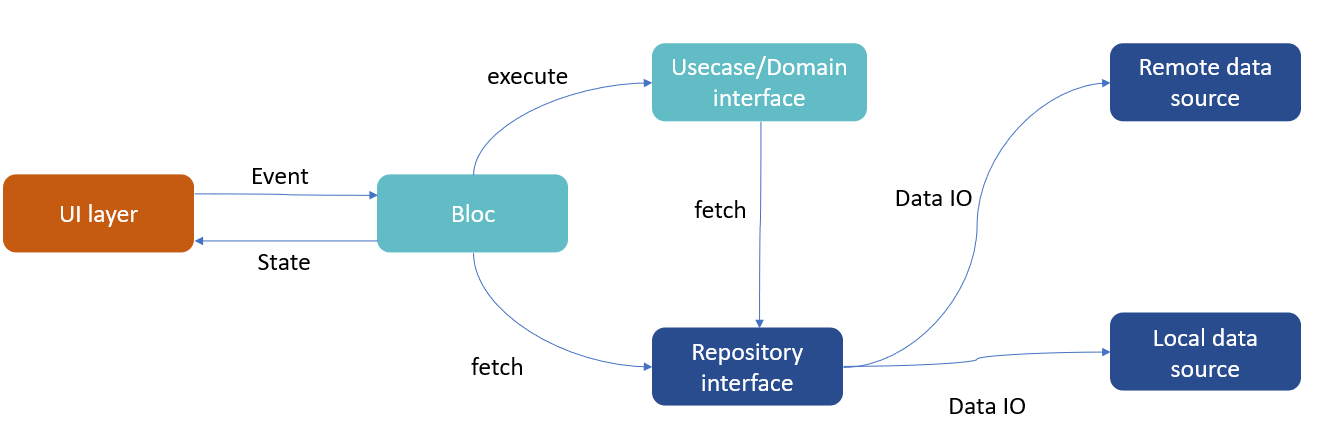 execute
Usecase/Domain
interface
Remote data
source
Event
UI layer
Bloc
State
fetch
Data IO
fetch
Repository
interface
Local data
source
Data IO